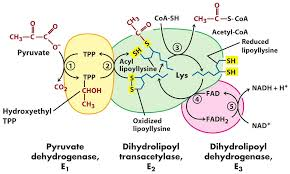 CoA-SH
CH₃
C
S-CoA
O
Acetyl-CoA
CH₃
C
O
C
O
O⁻
O
Pyruvate
CO₂
1
TPP
TPP
CHOH
CH₃
2
Acyl
lipoyllysine
CH₃
C
O
S
SH
3
Lys
S
S
SH
SH
Reduced
lipoyllysine
Hydroxyethyl
TPP
Oxidized
lipoyllysine
4
FAD
FADH₂
5
NADH + H⁺
NAD⁺
Pyruvate
dehydrogenase,
E₁
Dihydrolipoyl
transacetylase,
E₂
Dihydrolipoyl
dehydrogenase,
E₃